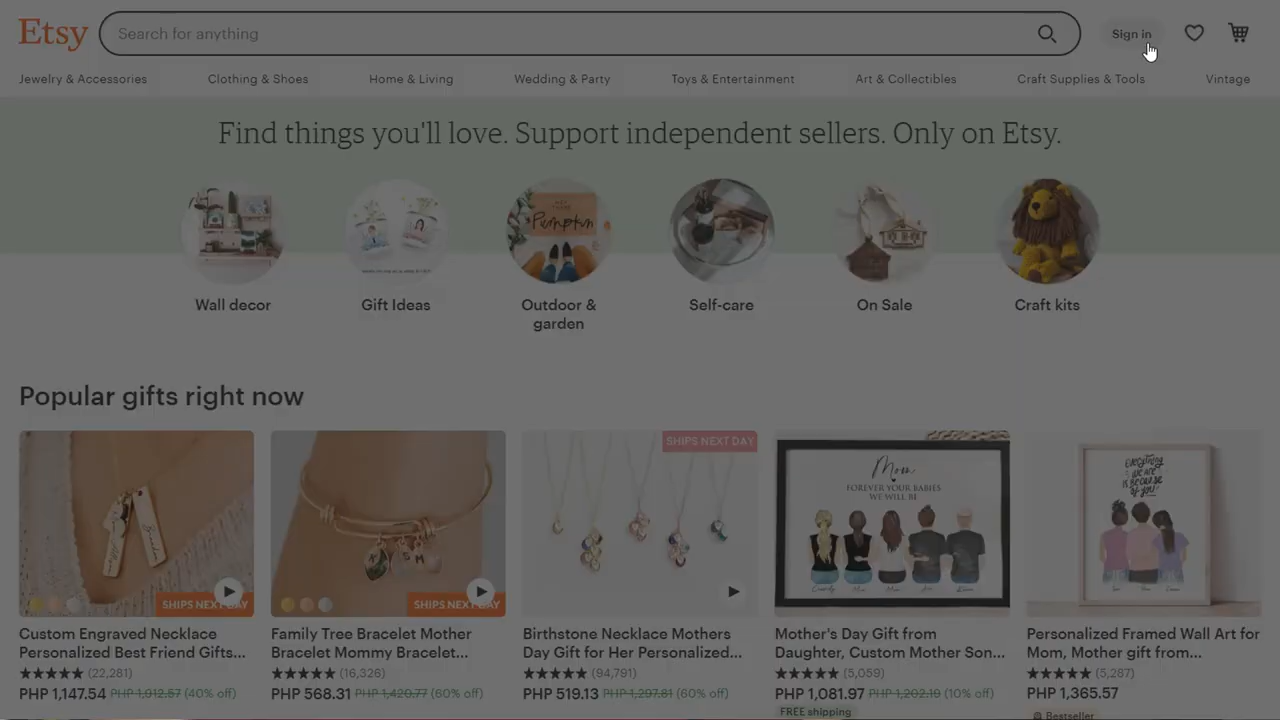 Etsy
Search for anything
Sign in
Jewelry & Accessories
Clothing & Shoes
Home & Living
Wedding & Party
Toys & Entertainment
Art & Collectibles
Craft Supplies & Tools
Vintage
Find things you'll love. Support independent sellers. Only on Etsy.
Pumpkin
Wall decor
Gift Ideas
Outdoor &
garden
Self-care
On Sale
Craft kits
Popular gifts right now
SHIPS NEXT DAY
SHIPS NEXT DAY
SHIPS NEXT DAY
Mom,
FOREVER YOUR BABIES
WE WILL BE
everything
we are
is because
of you
Custom Engraved Necklace
Personalized Best Friend Gifts...
(22,281)
PHP 1,147.54 PHP 1,912.57 (40% off)
Family Tree Bracelet Mother
Bracelet Mommy Bracelet...
(16,326)
PHP 568.31 PHP 1,420.77 (60% off)
Birthstone Necklace Mothers
Day Gift for Her Personalized...
(94,791)
PHP 519.13 PHP 1,297.81 (60% off)
Mother's Day Gift from
Daughter, Custom Mother Son...
(5,059)
PHP 1,081.97 PHP 1,202.19 (10% off)
FREE shipping
Personalized Framed Wall Art for
Mom, Mother gift from...
(5,287)
PHP 1,365.57
Bestseller